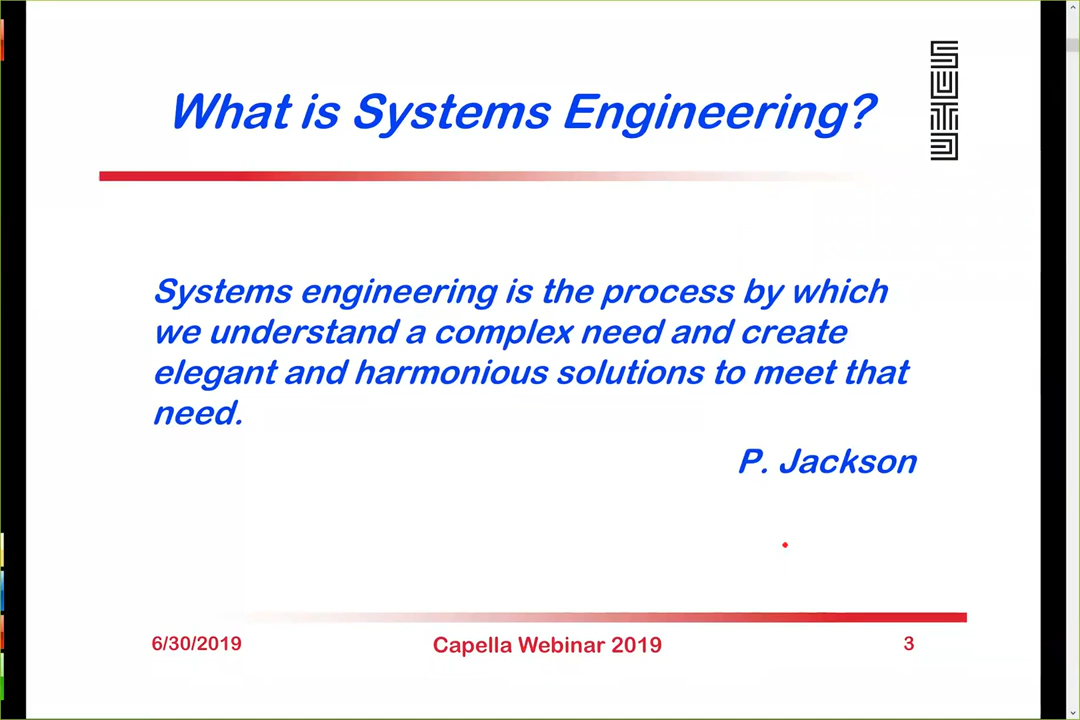 What is Systems Engineering?
Systems engineering is the process by which
we understand a complex need and create
elegant and harmonious solutions to meet that
need.
P. Jackson
6/30/2019
Capella Webinar 2019
3